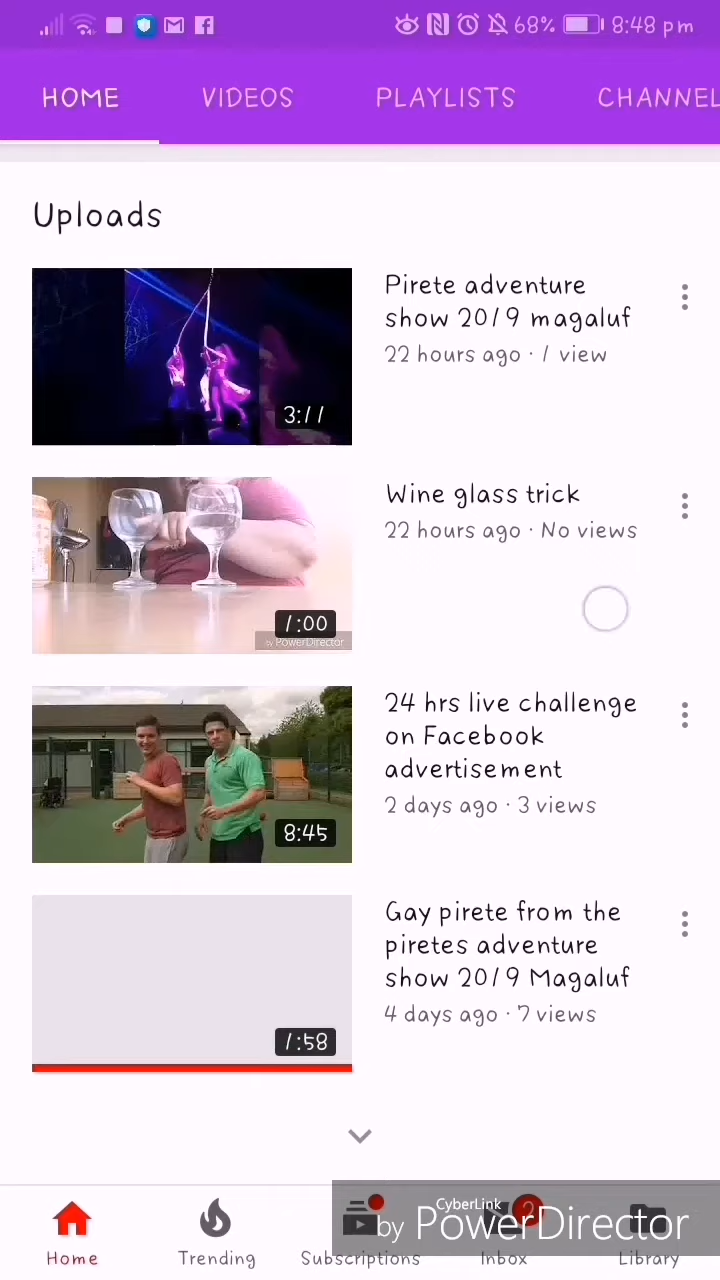 68% 8:48 pm
HOME VIDEOS PLAYLISTS CHANNEL
Uploads
Pirete adventure
show 2019 magaluf
22 hours ago · 1 view
3:11
Wine glass trick
22 hours ago · No views
1:00
by PowerDirector
24 hrs live challenge
on Facebook
advertisement
2 days ago · 3 views
8:45
Gay pirete from the
piretes adventure
show 2019 Magaluf
4 days ago · 7 views
1:58
CyberLink
2
by PowerDirector
Home Trending Subscriptions Inbox Library